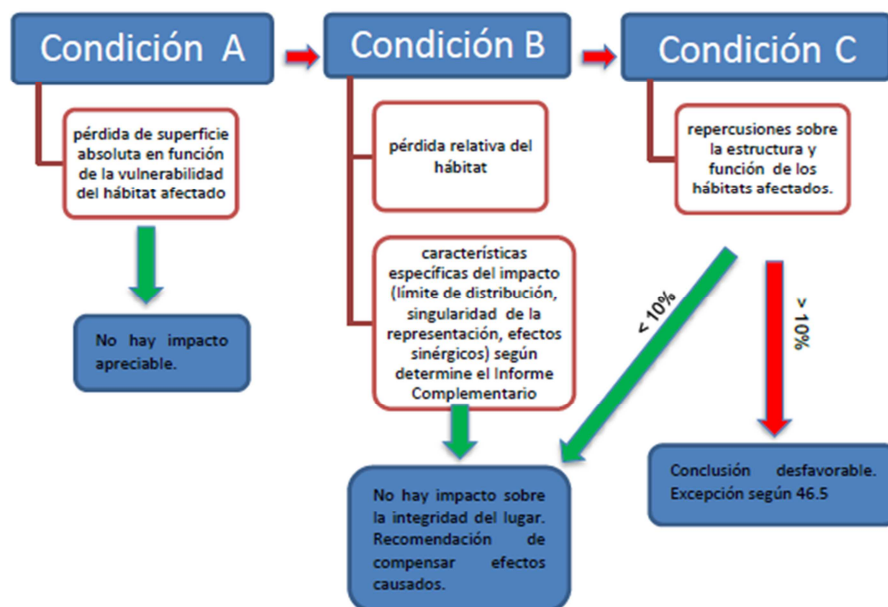 Condición A
Condición B
Condición C
pérdida de superficie
absoluta en función
de la vulnerabilidad
del hábitat afectado
pérdida relativa del
hábitat
repercusiones sobre
la estructura y
función de los
hábitats afectados.
características
específicas del impacto
(límite de distribución,
singularidad de la
representación, efectos
sinérgicos) según
determine el Informe
Complementario
No hay impacto
apreciable.
< 10%
> 10%
No hay impacto sobre
la integridad del lugar.
Recomendación de
compensar efectos
causados.
Conclusión desfavorable.
Excepción según 46.5